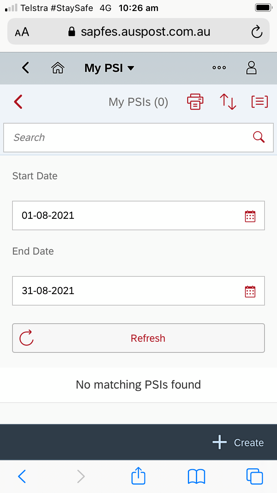 Telstra #StaySafe 4G 10:26 am
AA sapfes.auspost.com.au
My PSI
My PSIs (0)
Search
Start Date
01-08-2021
End Date
31-08-2021
Refresh
No matching PSIs found
Create